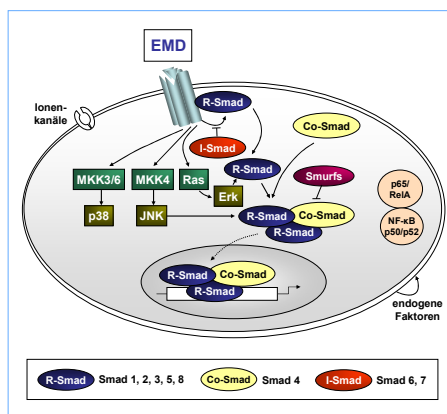 EMD
R-Smad
Ionen-
kanäle
Co-Smad
I-Smad
R-Smad
Smurfs
MKK3/6
MKK4
Ras
Erk
p65/
RelA
p38
JNK
R-Smad
Co-Smad
R-Smad
NF-κB
p50/p52
R-Smad
Co-Smad
R-Smad
endogene
Faktoren
R-Smad Smad 1, 2, 3, 5, 8 Co-Smad Smad 4 I-Smad Smad 6, 7